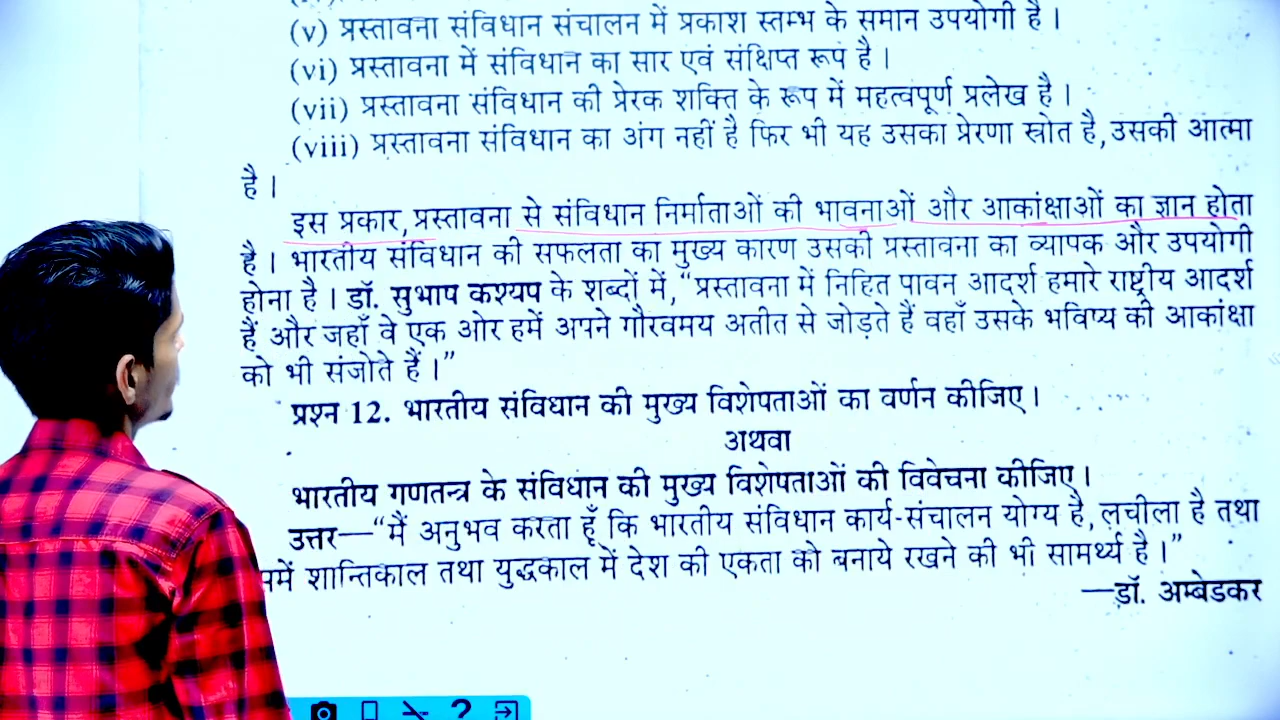 (v) प्रस्तावना संविधान संचालन में प्रकाश स्तम्भ के समान उपयोगी है।
(vi) प्रस्तावना में संविधान का सार एवं संक्षिप्त रूप है।
(vii) प्रस्तावना संविधान की प्रेरक शक्ति के रूप में महत्वपूर्ण प्रलेख है।
(viii) प्रस्तावना संविधान का अंग नहीं है फिर भी यह उसका प्रेरणा स्रोत है, उसकी आत्मा
है।
इस प्रकार, प्रस्तावना से संविधान निर्माताओं की भावनाओं और आकांक्षाओं का ज्ञान होता
है। भारतीय संविधान की सफलता का मुख्य कारण उसकी प्रस्तावना का व्यापक और उपयोगी
होना है। डॉ. सुभाष कश्यप के शब्दों में, “प्रस्तावना में निहित पावन आदर्श हमारे राष्ट्रीय आदर्श
हैं और जहाँ वे एक ओर हमें अपने गौरवमय अतीत से जोड़ते हैं वहाँ उसके भविष्य की आकांक्षा
को भी संजोते हैं।”
प्रश्न 12. भारतीय संविधान की मुख्य विशेषताओं का वर्णन कीजिए।
अथवा
भारतीय गणतन्त्र के संविधान की मुख्य विशेषताओं की विवेचना कीजिए।
उत्तर—“मैं अनुभव करता हूँ कि भारतीय संविधान कार्य-संचालन योग्य है, लचीला है तथा
शान्तिकाल तथा युद्धकाल में देश की एकता को बनाये रखने की भी सामर्थ्य है।”
—डॉ. अम्बेडकर